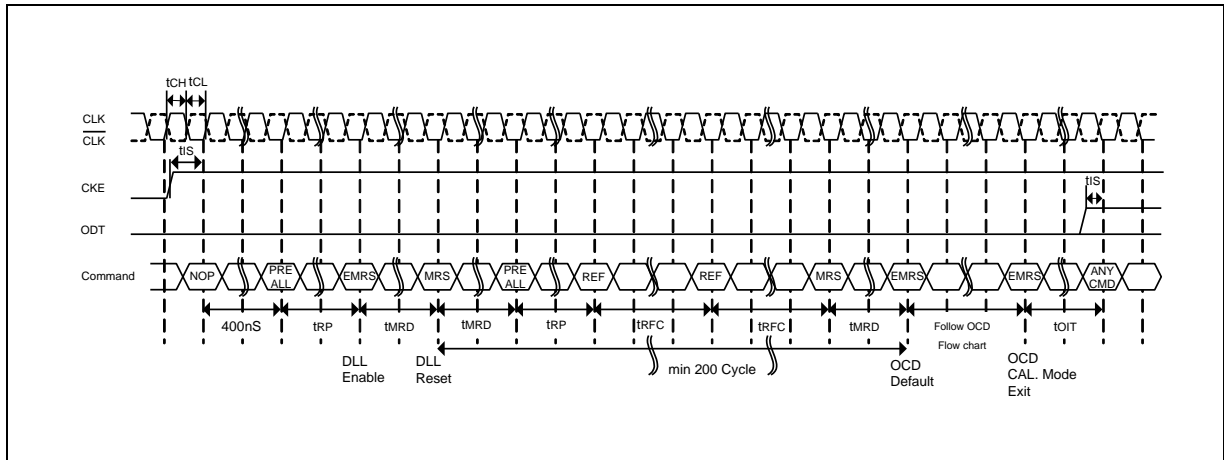 tCH tCL
CLK
CLK
tIS
CKE
tIS
ODT
Command
NOP
PRE
ALL
EMRS
MRS
PRE
ALL
REF
REF
MRS
EMRS
EMRS
ANY
CMD
400nS
tRP
tMRD
tMRD
tRP
tRFC
tRFC
tMRD
Follow OCD
Flow chart
tOIT
min 200 Cycle
DLL
Enable
DLL
Reset
OCD
Default
OCD
CAL. Mode
Exit